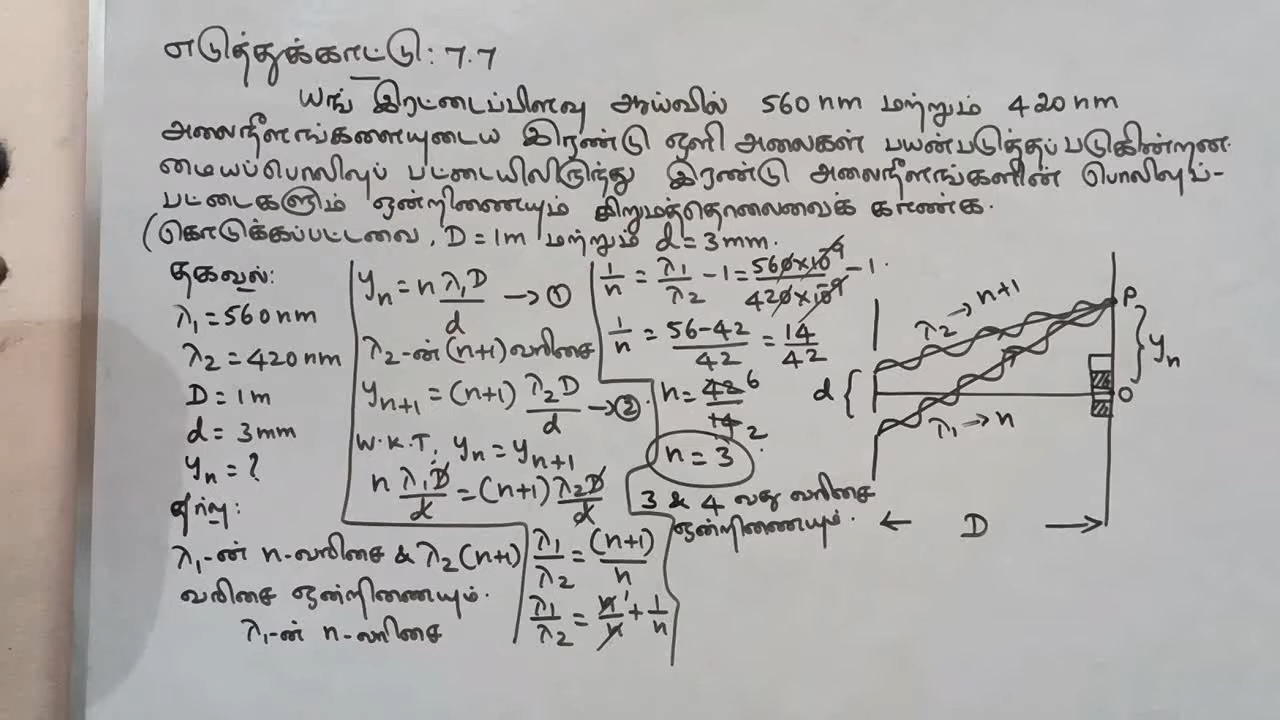 எடுத்துக்காட்டு: 7.7
யங் இரட்டைப்பிளவு ஆய்வில் 560 nm மற்றும் 420 nm
அலைநீளங்களையுடைய இரண்டு ஒளி அலைகள் பயன்படுத்தப் படுகின்றன.
மையப்பொலிவுப் பட்டையிலிருந்து இரண்டு அலைநீளங்களின் பொலிவுப்-
பட்டைகளும் ஒன்றிணையும் சிறுமத்தொலைவைக் காண்க.
(கொடுக்கப்பட்டவை, D = 1m மற்றும் d = 3mm.
தகவல்:
λ₁ = 560 nm
λ₂ = 420 nm
D = 1m
d = 3mm
yₙ = ?
தீர்வு:
λ₁-ன் n-வரிசை & λ₂ (n+1)
வரிசை ஒன்றிணையும்.
λ₁-ன் n-வரிசை
yₙ = n λ₁D/d → ①
λ₂-ன் (n+1) வரிசை
yₙ₊₁ = (n+1) λ₂D/d → ②
W.K.T, yₙ = yₙ₊₁
n λ₁D/d = (n+1) λ₂D/d
λ₁/λ₂ = (n+1)/n
λ₁/λ₂ = n/n + 1/n
1/n = λ₁/λ₂ - 1 = 560×10⁻⁹/420×10⁻⁹ - 1
1/n = 56-42/42 = 14/42
n = 42/14 6/2
n = 3
3 & 4 வது வரிசை
ஒன்றிணையும்.
λ₂ → n+1
P
yₙ
d
O
λ₁ → n
← D →